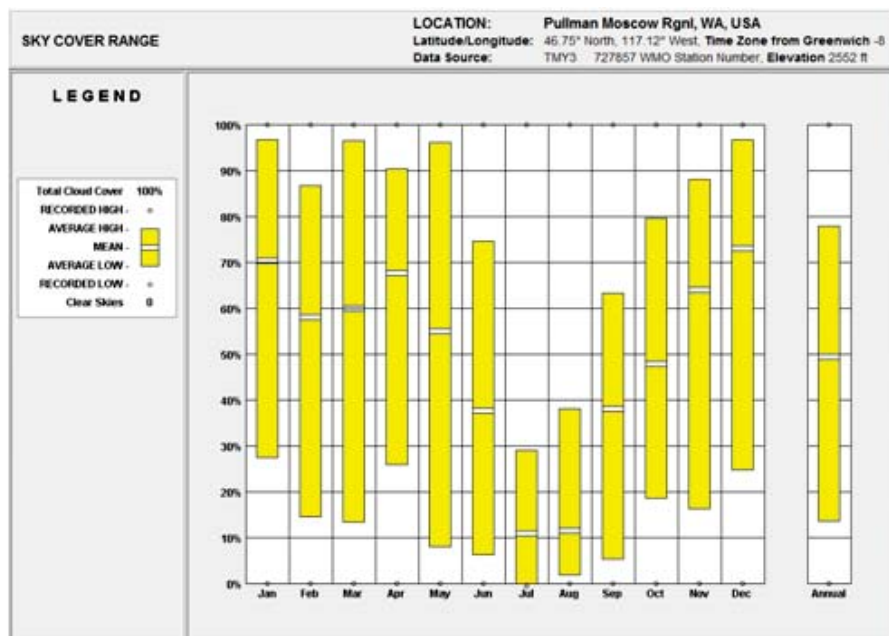 SKY COVER RANGE
LOCATION: Pullman Moscow Rgnl, WA, USA
Latitude/Longitude: 46.75° North, 117.12° West, Time Zone from Greenwich -8
Data Source: TMY3 727857 WMO Station Number, Elevation 2552 ft
LEGEND
Total Cloud Cover 100%
RECORDED HIGH -
AVERAGE HIGH -
MEAN -
AVERAGE LOW -
RECORDED LOW -
Clear Skies 0
100%
90%
80%
70%
60%
50%
40%
30%
20%
10%
0%
Jan Feb Mar Apr May Jun Jul Aug Sep Oct Nov Dec Annual